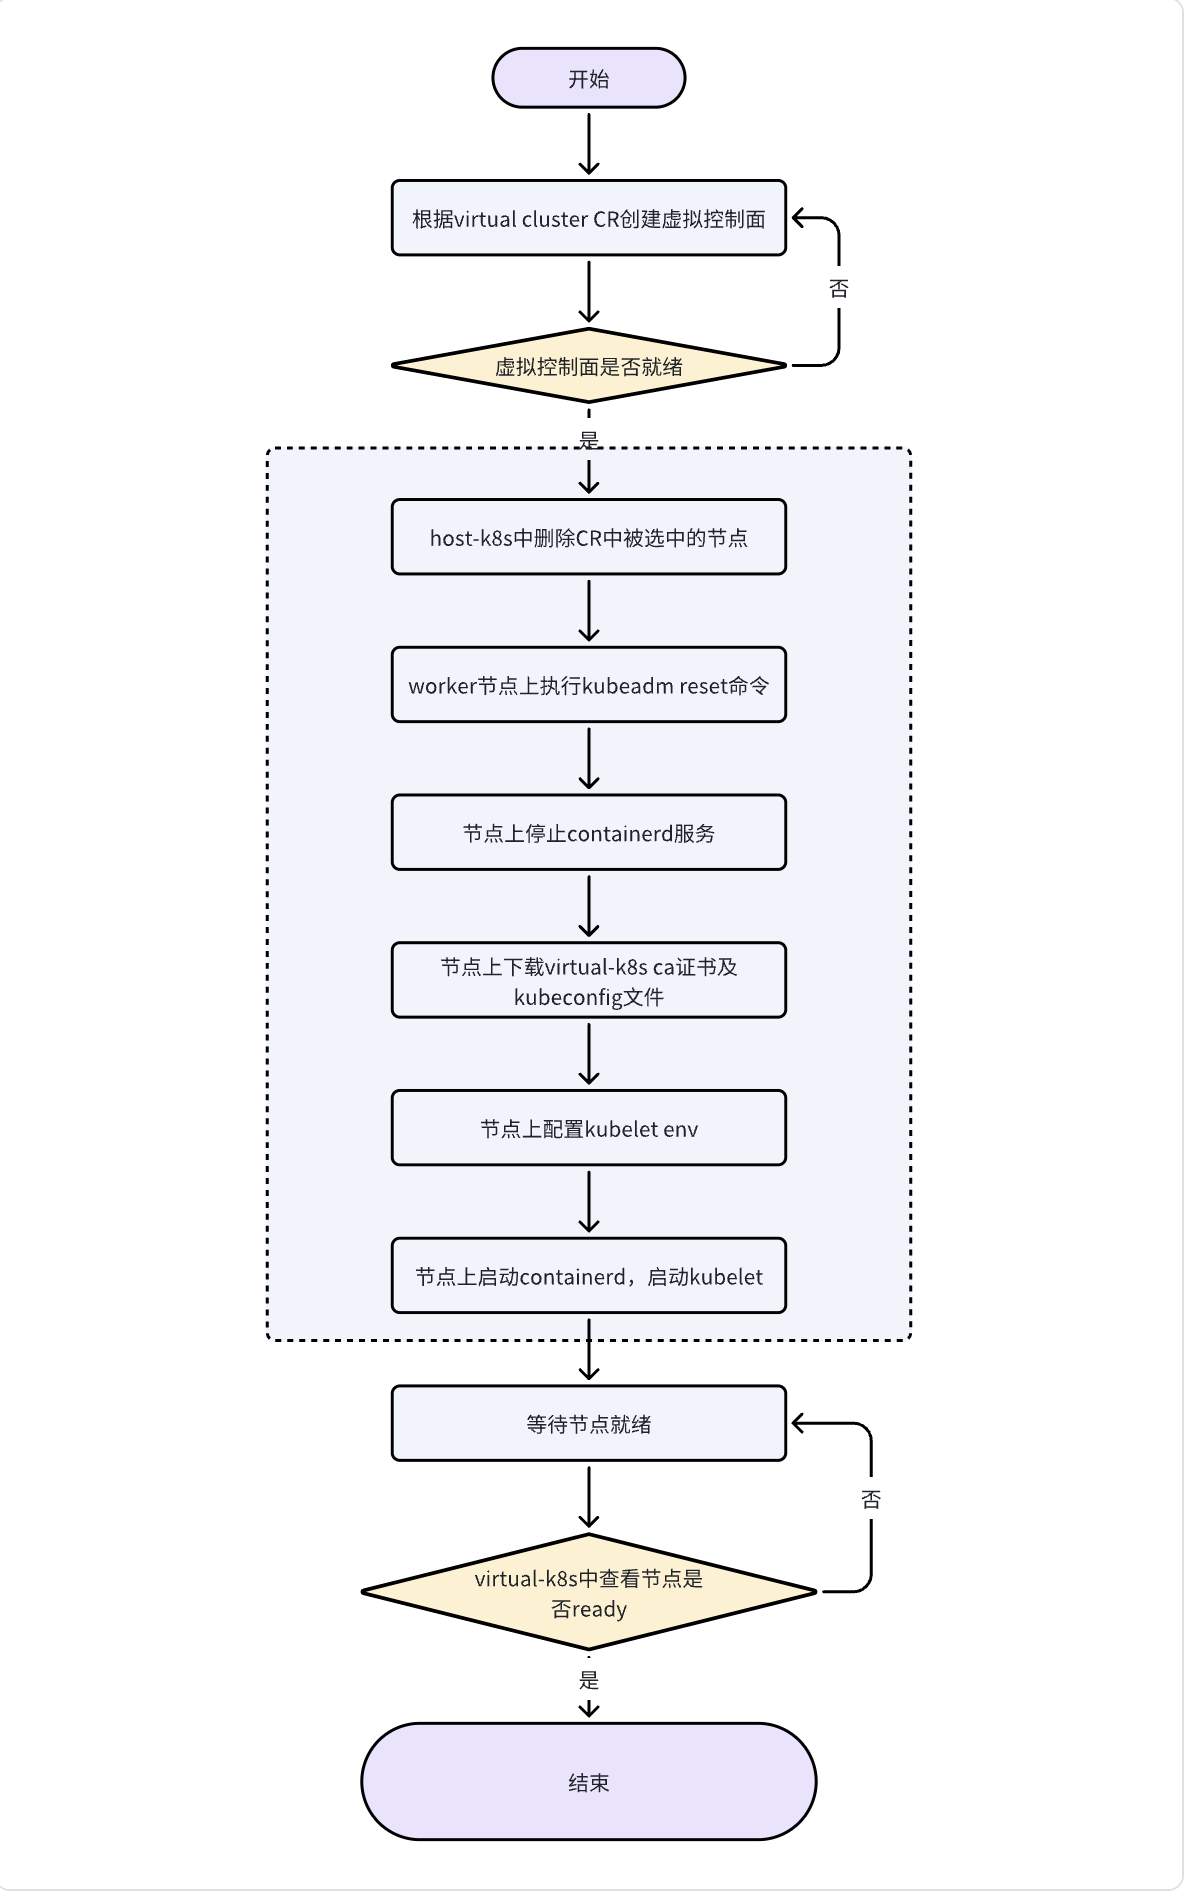 开始
根据virtual cluster CR创建虚拟控制面
否
虚拟控制面是否就绪
是
host-k8s中删除CR中被选中的节点
worker节点上执行kubeadm reset命令
节点上停止containerd服务
节点上下载virtual-k8s ca证书及
kubeconfig文件
节点上配置kubelet env
节点上启动containerd，启动kubelet
等待节点就绪
否
virtual-k8s中查看节点是
否ready
是
结束